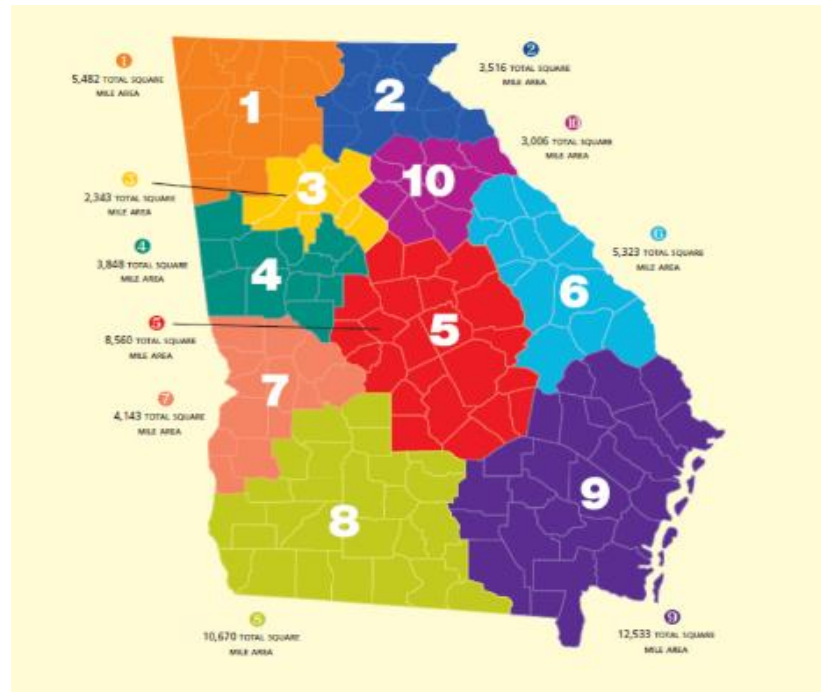 1
5,482 TOTAL SQUARE
MILE AREA
2
3,516 TOTAL SQUARE
MILE AREA
10
3,006 TOTAL SQUARE
MILE AREA
3
2,343 TOTAL SQUARE
MILE AREA
4
3,848 TOTAL SQUARE
MILE AREA
6
5,323 TOTAL SQUARE
MILE AREA
5
8,560 TOTAL SQUARE
MILE AREA
7
4,143 TOTAL SQUARE
MILE AREA
8
10,670 TOTAL SQUARE
MILE AREA
9
12,533 TOTAL SQUARE
MILE AREA
1
2
3
10
4
6
5
7
9
8